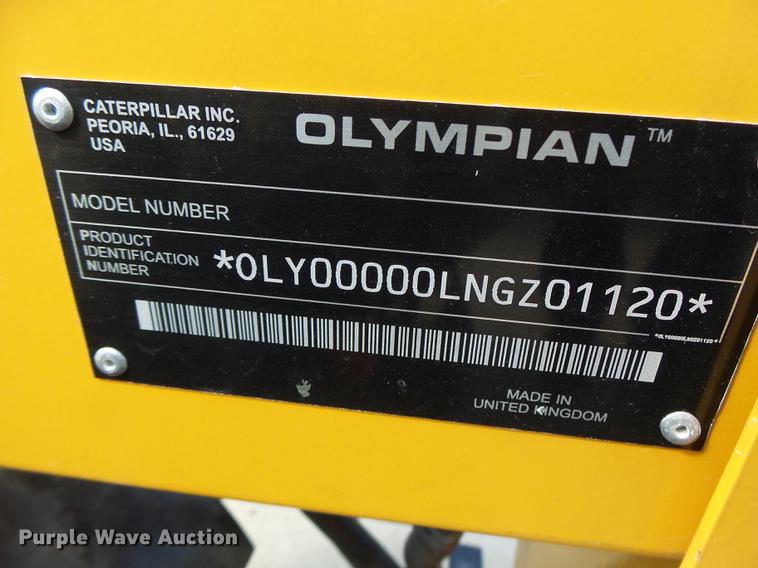 CATERPILLAR INC.
PEORIA, IL., 61629
USA
OLYMPIAN™
MODEL NUMBER
PRODUCT
IDENTIFICATION
NUMBER
*OLY00000LNGZ01120*
*OLY00000LNGZ01120*
MADE IN
UNITED KINGDOM
Purple Wave Auction